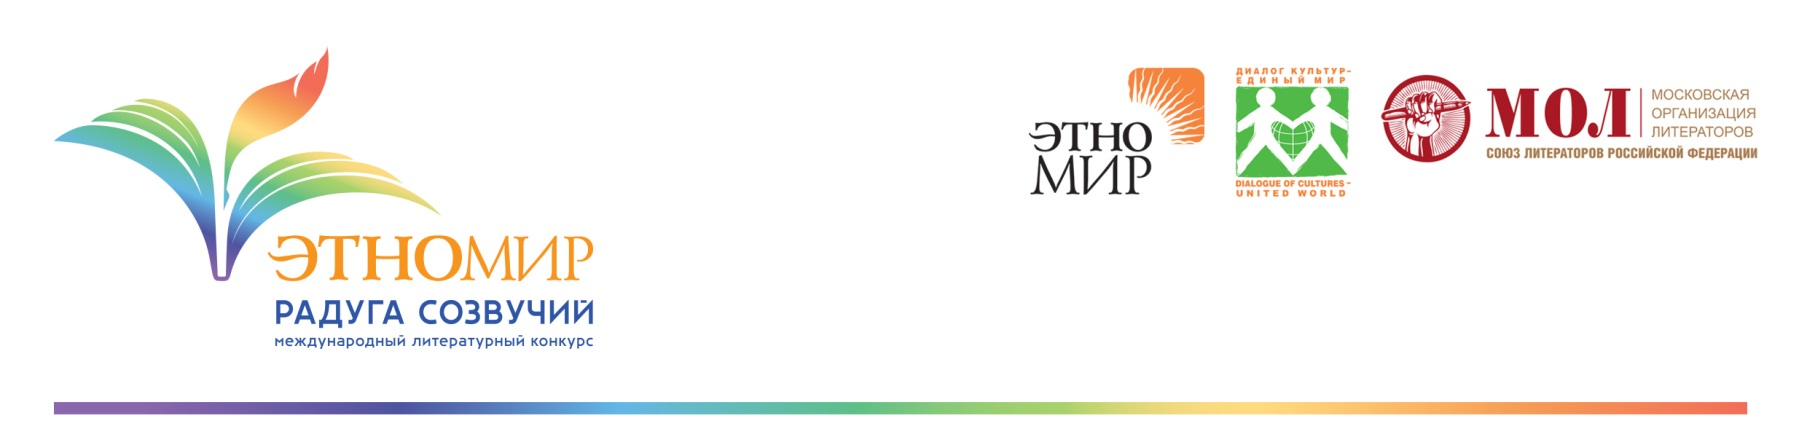 ЭТНОМИР
РАДУГА СОЗВУЧИЙ
международный литературный конкурс
ЭТНО
МИР
ДИАЛОГ КУЛЬТУР-
ЕДИНЫЙ МИР
DIALOGUE OF CULTURES-
UNITED WORLD
МОЛ
МОСКОВСКАЯ
ОРГАНИЗАЦИЯ
ЛИТЕРАТОРОВ
СОЮЗ ЛИТЕРАТОРОВ РОССИЙСКОЙ ФЕДЕРАЦИИ